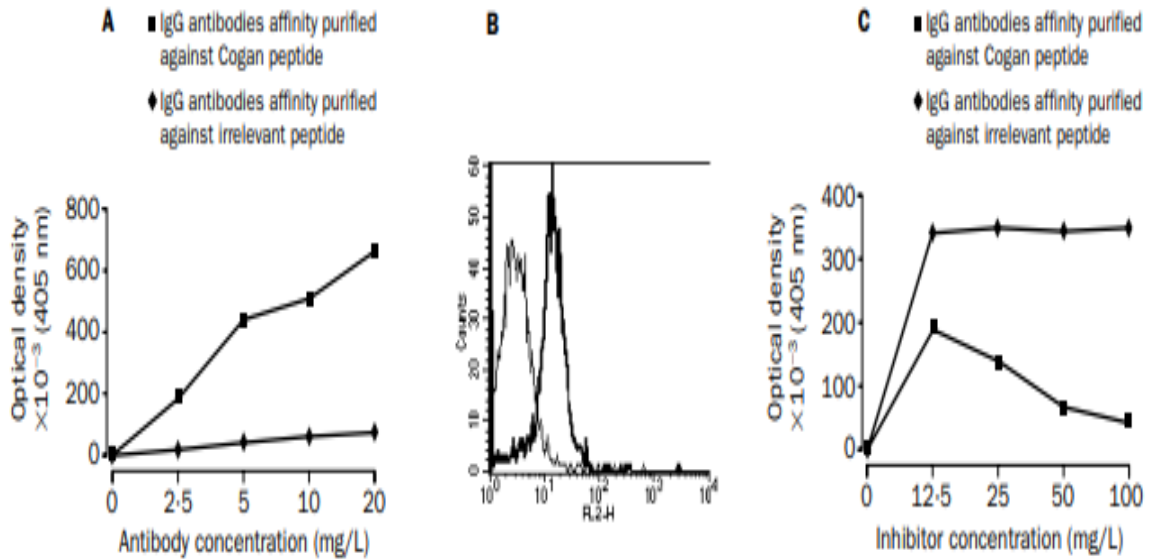 A
■ IgG antibodies affinity purified
against Cogan peptide
♦ IgG antibodies affinity purified
against irrelevant peptide
Optical density
×10⁻³ (405 nm)
800
600
400
200
0
0 2·5 5 10 20
Antibody concentration (mg/L)
B
Counts
60
50
40
30
20
10
0
10⁰ 10¹ 10² 10³ 10⁴
FL2-H
C
■ IgG antibodies affinity purified
against Cogan peptide
♦ IgG antibodies affinity purified
against irrelevant peptide
Optical density
×10⁻³ (405 nm)
400
300
200
100
0
0 12·5 25 50 100
Inhibitor concentration (mg/L)